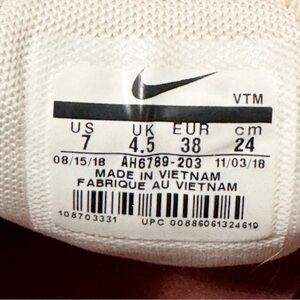 VTM
US UK EUR cm
7 4.5 38 24
08/15/18 AH6789-203 11/03/18
MADE IN VIETNAM
FABRIQUE AU VIETNAM
108703331 UPC 00886061324619